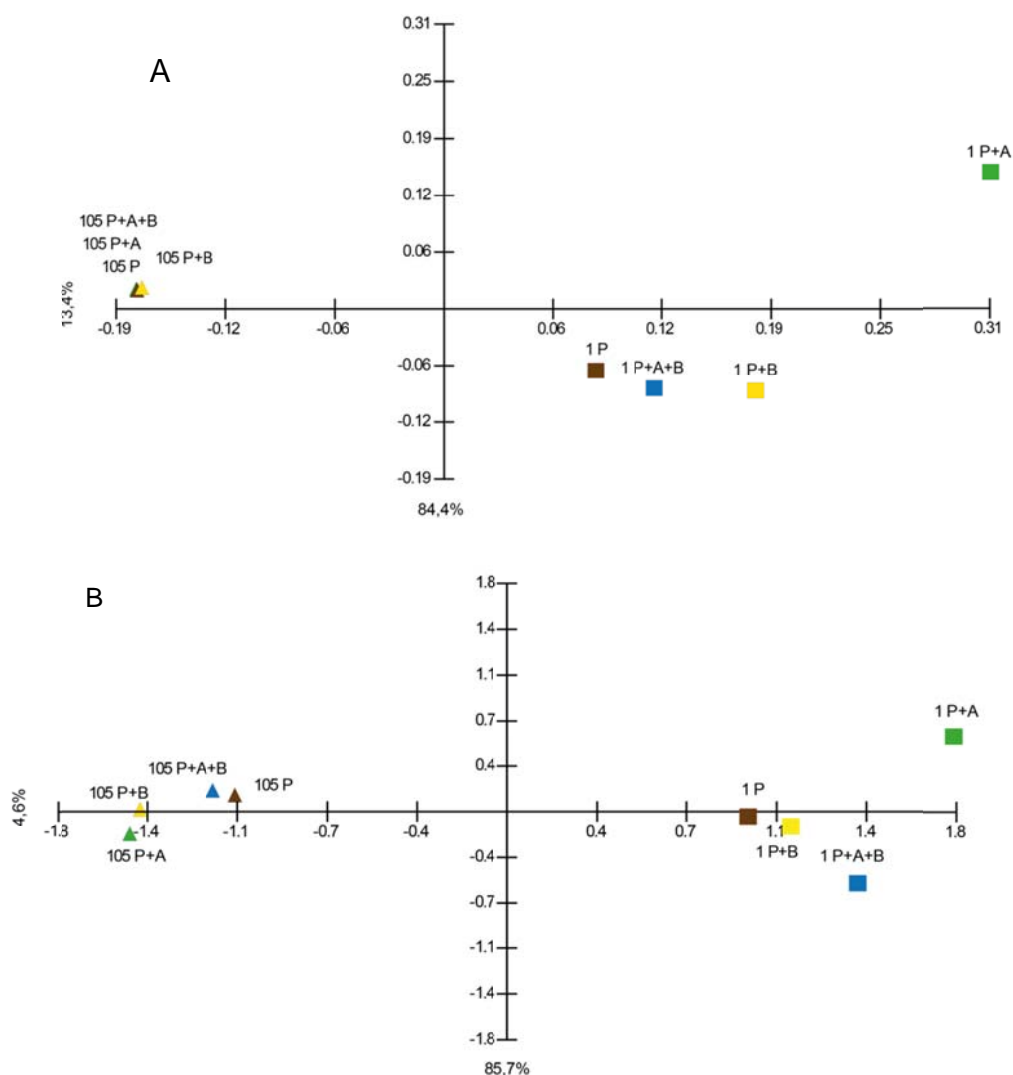 A
0.31
0.25
0.19
0.12
0.06
-0.06
-0.12
-0.19
1 P+A
105 P+A+B
105 P+A
105 P+B
105 P
13,4%
-0.19 -0.12 -0.06 0.06 0.12 0.19 0.25 0.31
1 P
1 P+A+B
1 P+B
84,4%
B
1.8
1.4
1.1
0.7
0.4
-0.4
-0.7
-1.1
-1.4
-1.8
1 P+A
105 P+A+B
105 P
105 P+B
105 P+A
4,6%
-1.8 -1.4 -1.1 -0.7 -0.4 0.4 0.7 1.1 1.4 1.8
1 P
1 P+B
1 P+A+B
85,7%